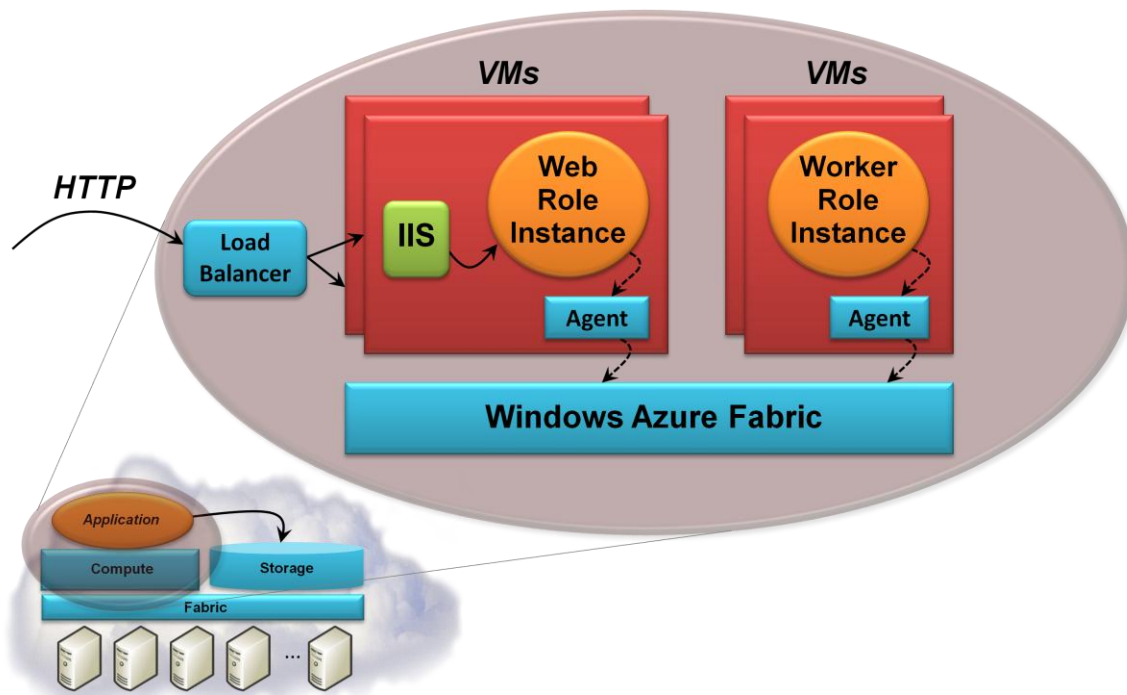 VMs
VMs
HTTP
Load
Balancer
IIS
Web
Role
Instance
Agent
Worker
Role
Instance
Agent
Windows Azure Fabric
Application
Compute
Storage
Fabric
...